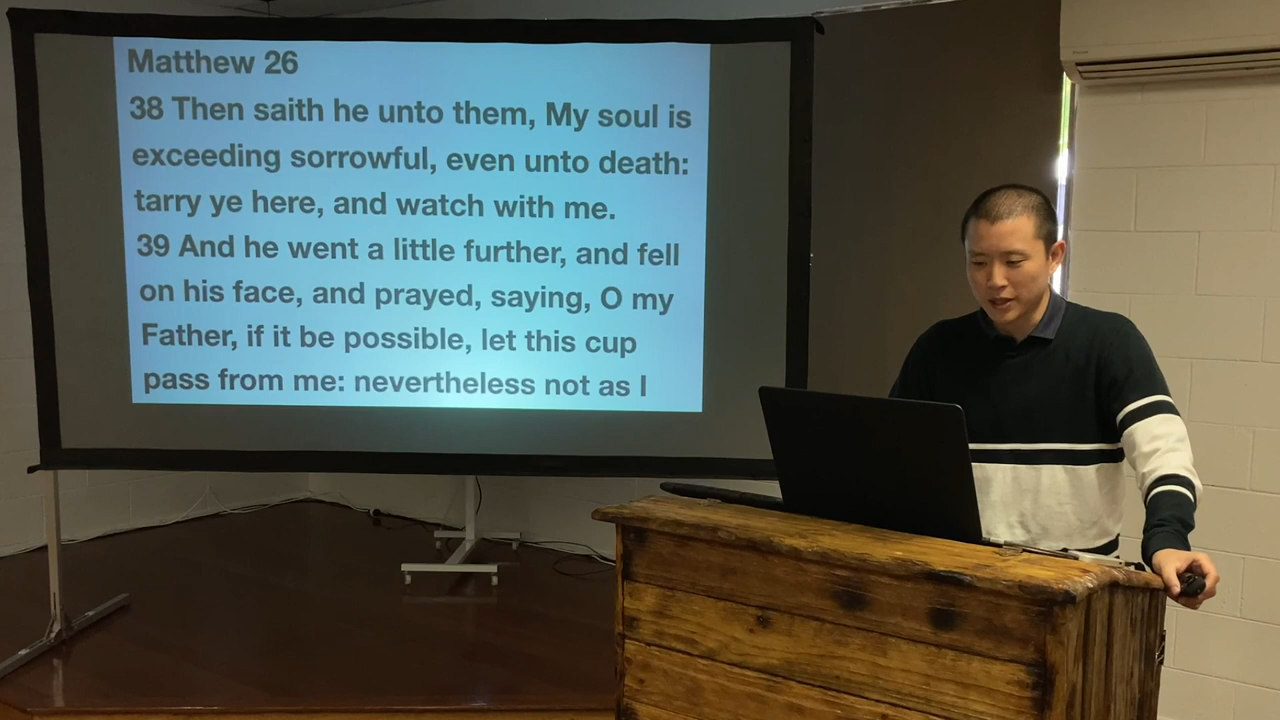 Matthew 26
38 Then saith he unto them, My soul is
exceeding sorrowful, even unto death:
tarry ye here, and watch with me.
39 And he went a little further, and fell
on his face, and prayed, saying, O my
Father, if it be possible, let this cup
pass from me: nevertheless not as I